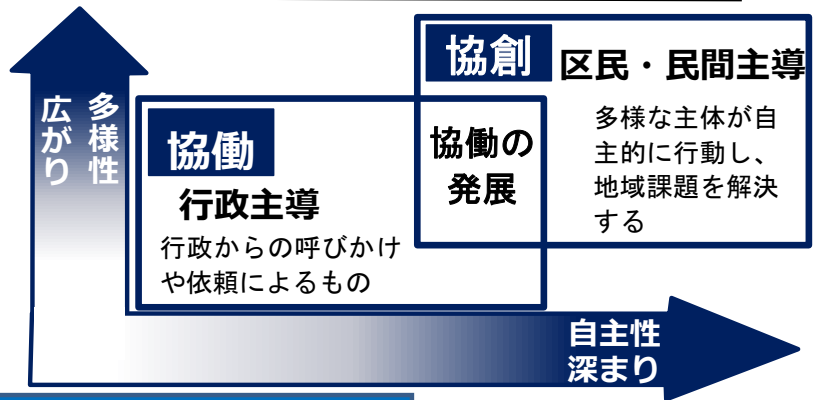 協創
区民・民間主導
多様な主体が自
主的に行動し、
地域課題を解決
する
協働の
発展
協働
行政主導
行政からの呼びかけ
や依頼によるもの
多様性
広がり
自主性
深まり